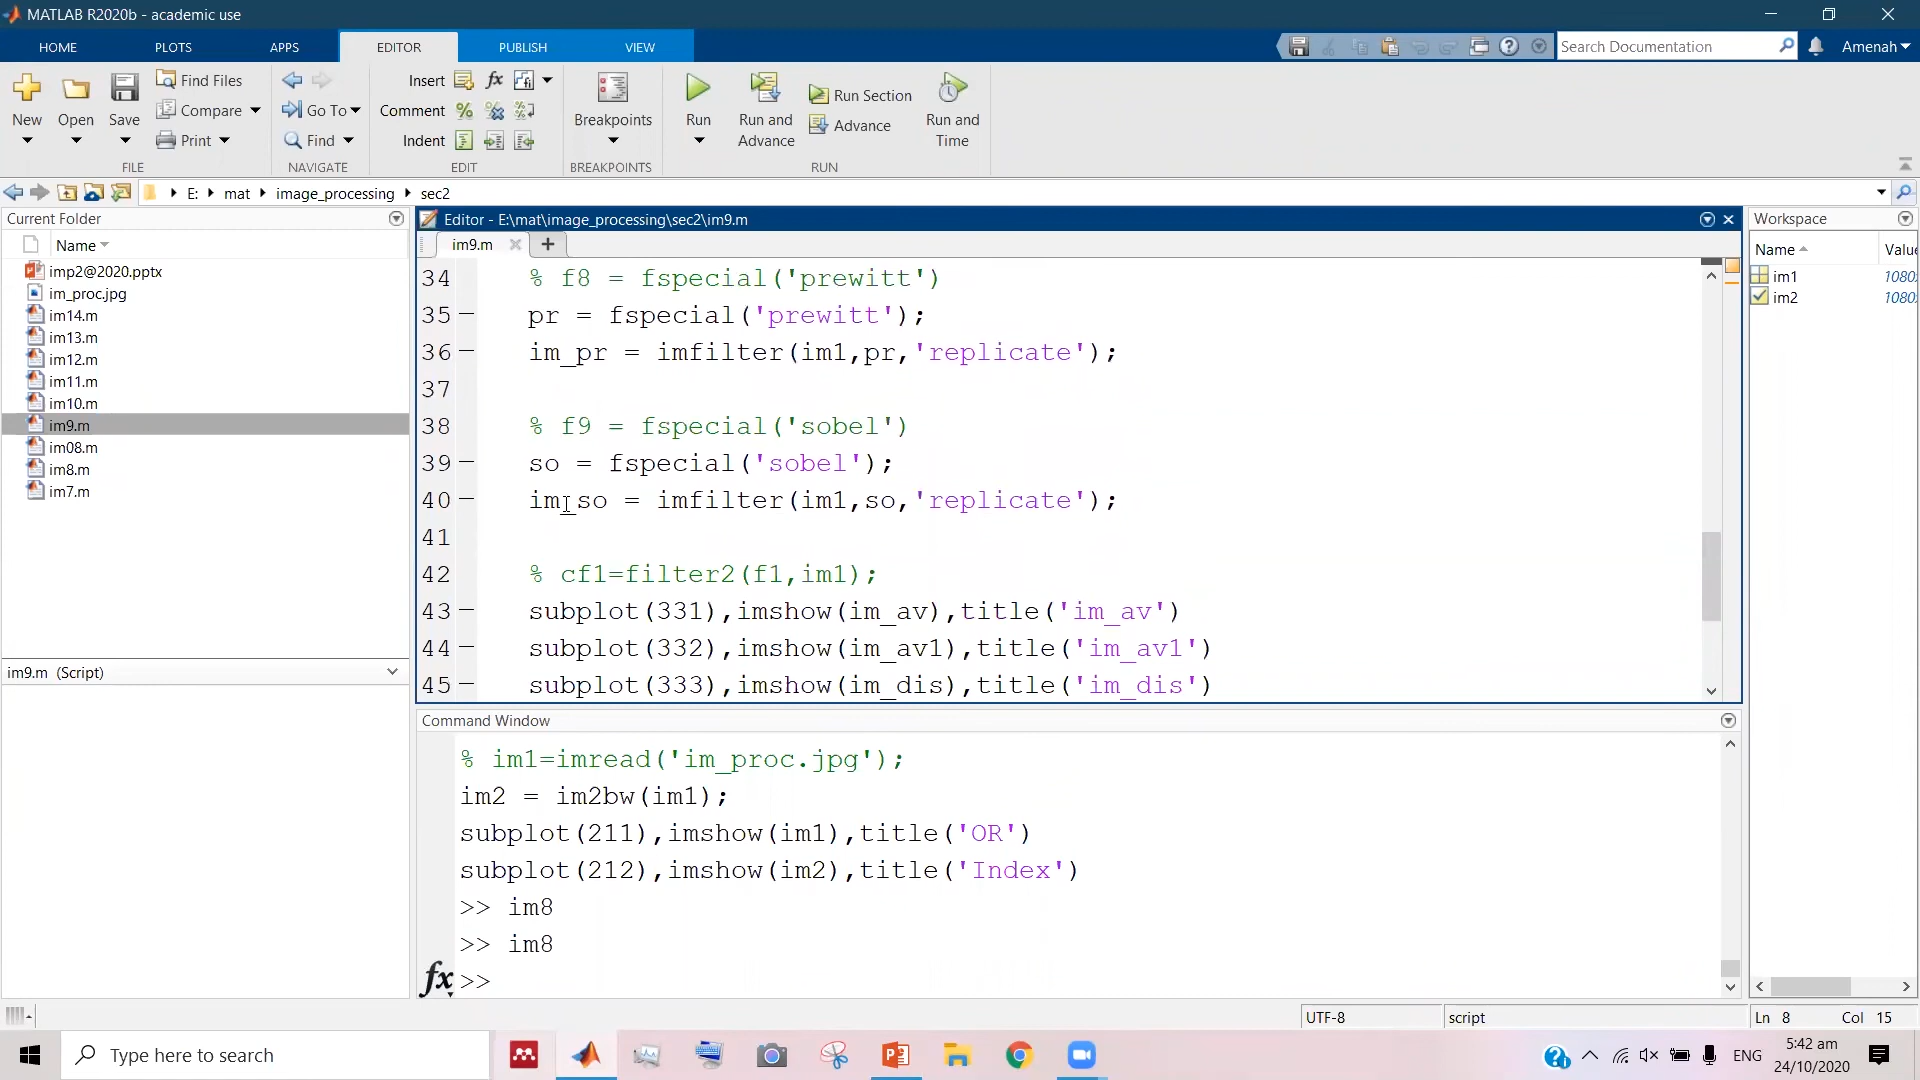 MATLAB R2020b - academic use
HOME PLOTS APPS EDITOR PUBLISH VIEW
Search Documentation
Amenah
New
Open
Save
Find Files
Compare
Print
FILE
Go To
Find
NAVIGATE
Insert
fx
Comment
Indent
EDIT
Breakpoints
BREAKPOINTS
Run
Run and
Advance
Run Section
Advance
Run and
Time
RUN
E: mat image_processing sec2
Current Folder
Name
imp2@2020.pptx
im_proc.jpg
im14.m
im13.m
im12.m
im11.m
im10.m
im9.m
im08.m
im8.m
im7.m
im9.m (Script)
Editor - E:\mat\image_processing\sec2\im9.m
im9.m
34 % f8 = fspecial('prewitt')
35 pr = fspecial('prewitt');
36 im_pr = imfilter(im1,pr,'replicate');
37
38 % f9 = fspecial('sobel')
39 so = fspecial('sobel');
40 im_so = imfilter(im1,so,'replicate');
41
42 % cf1=filter2(f1,im1);
43 subplot(331),imshow(im_av),title('im_av')
44 subplot(332),imshow(im_av1),title('im_av1')
45 subplot(333),imshow(im_dis),title('im_dis')
Command Window
% im1=imread('im_proc.jpg');
im2 = im2bw(im1);
subplot(211),imshow(im1),title('OR')
subplot(212),imshow(im2),title('Index')
>> im8
>> im8
fx >>
Workspace
Name Value
im1 1080
im2 1080
UTF-8
script
Ln 8 Col 15
Type here to search
ENG
5:42 am
24/10/2020